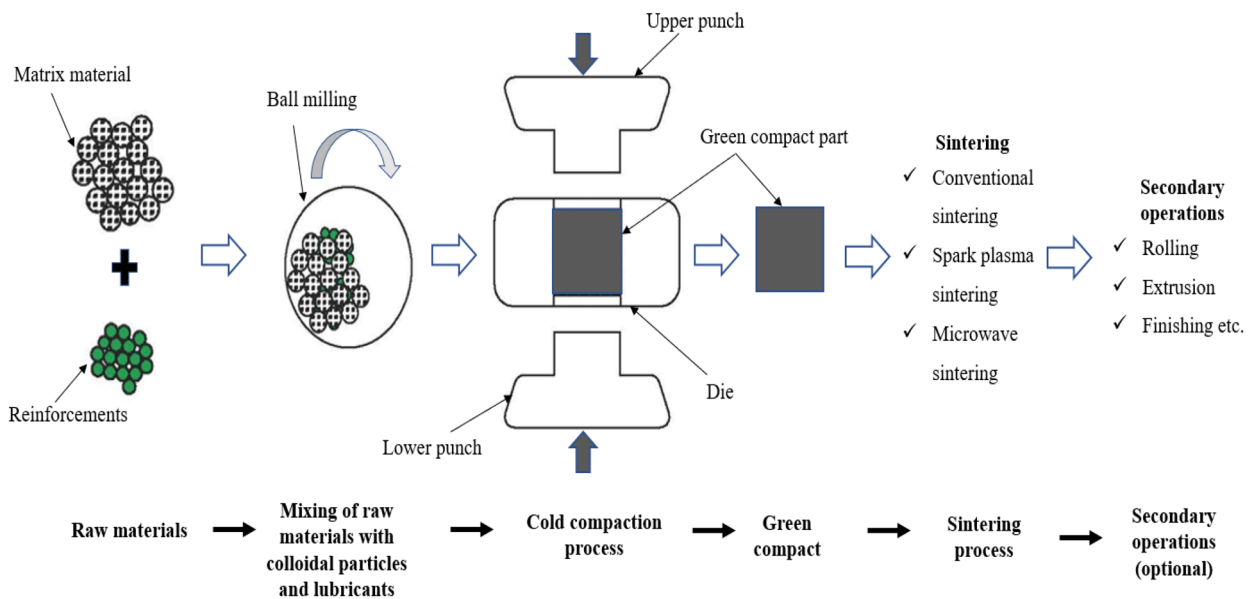 Upper punch
Matrix material
Ball milling
Green compact part
Sintering
✓ Conventional
sintering
✓ Spark plasma
sintering
✓ Microwave
sintering
Secondary
operations
✓ Rolling
✓ Extrusion
✓ Finishing etc.
Reinforcements
Die
Lower punch
Raw materials
Mixing of raw
materials with
colloidal particles
and lubricants
Cold compaction
process
Green
compact
Sintering
process
Secondary
operations
(optional)